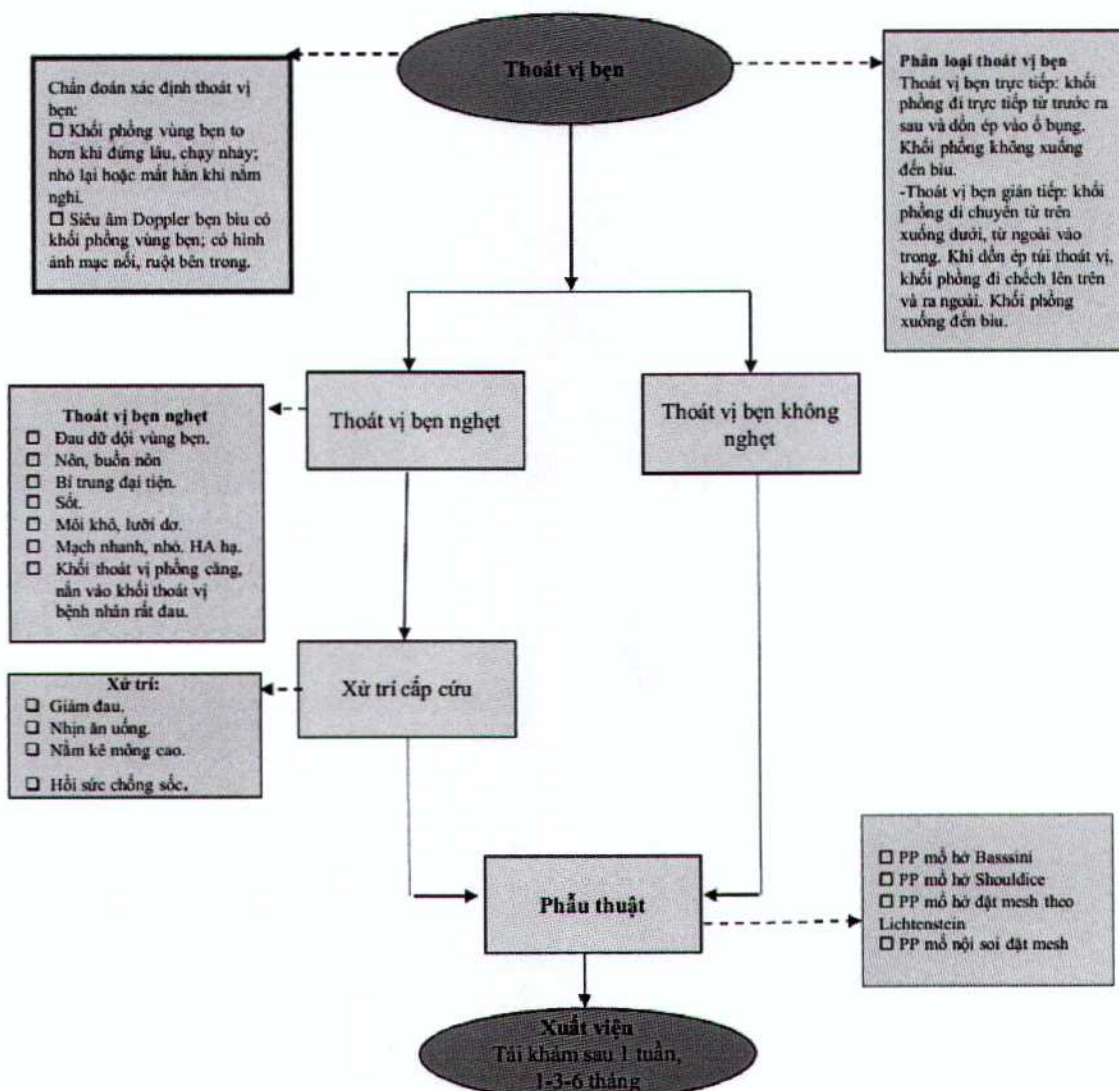 Thoát vị bẹn
Chẩn đoán xác định thoát vị
bẹn:
☐ Khối phồng vùng bẹn to
hơn khi đứng lâu, chạy nhảy;
nhỏ lại hoặc mất hẳn khi nằm
nghỉ.
☐ Siêu âm Doppler bẹn bìu có
khối phồng vùng bẹn; có hình
ảnh mạc nối, ruột bên trong.
Phân loại thoát vị bẹn
Thoát vị bẹn trực tiếp: khối
phồng đi trực tiếp từ trước ra
sau và dồn ép vào ổ bụng.
Khối phồng không xuống
đến bìu.
-Thoát vị bẹn gián tiếp: khối
phồng di chuyển từ trên
xuống dưới, từ ngoài vào
trong. Khi dồn ép túi thoát vị,
khối phồng đi chếch lên trên
và ra ngoài. Khối phồng
xuống đến bìu.
Thoát vị bẹn nghẹt
Thoát vị bẹn không
nghẹt
Thoát vị bẹn nghẹt
☐ Đau dữ dội vùng bẹn.
☐ Nôn, buồn nôn
☐ Bí trung đại tiện.
☐ Sốt.
☐ Môi khô, lưỡi dơ.
☐ Mạch nhanh, nhỏ. HA hạ.
☐ Khối thoát vị phồng căng,
nắn vào khối thoát vị
bệnh nhân rất đau.
Xử trí cấp cứu
Xử trí:
☐ Giảm đau.
☐ Nhịn ăn uống.
☐ Nằm kê mông cao.
☐ Hồi sức chống sốc.
Phẫu thuật
☐ PP mổ hở Basssini
☐ PP mổ hở Shouldice
☐ PP mổ hở đặt mesh theo
Lichtenstein
☐ PP mổ nội soi đặt mesh
Xuất viện
Tái khám sau 1 tuần,
1-3-6 tháng